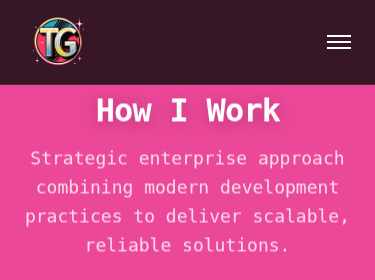 TG
How I Work
Strategic enterprise approach
combining modern development
practices to deliver scalable,
reliable solutions.